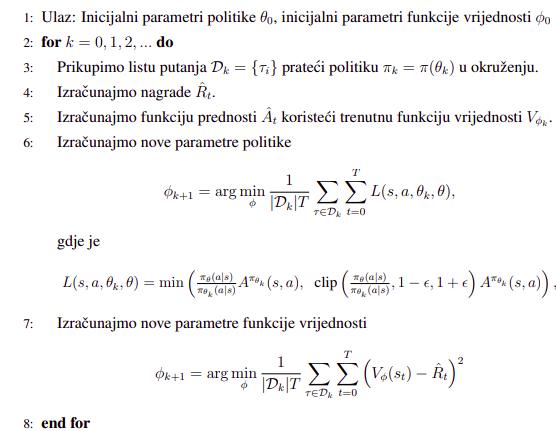 1: Ulaz: Inicijalni parametri politike $\theta_0$, inicijalni parametri funkcije vrijednosti $\phi_0$
2: for $k = 0, 1, 2, ...$ do
3: Prikupimo listu putanja $\mathcal{D}_k = \{\tau_i\}$ prateći politiku $\pi_k = \pi(\theta_k)$ u okruženju.
4: Izračunajmo nagrade $\hat{R}_t$.
5: Izračunajmo funkciju prednosti $\hat{A}_t$ koristeći trenutnu funkciju vrijednosti $V_{\phi_k}$.
6: Izračunajmo nove parametre politike
$\phi_{k+1} = \arg\min_{\phi} \frac{1}{|\mathcal{D}_k|T} \sum_{\tau \in \mathcal{D}_k} \sum_{t=0}^{T} L(s, a, \theta_k, \theta),$
gdje je
$L(s, a, \theta_k, \theta) = \min\left(\frac{\pi_\theta(a|s)}{\pi_{\theta_k}(a|s)} A^{\pi_{\theta_k}}(s, a), \text{ clip}\left(\frac{\pi_\theta(a|s)}{\pi_{\theta_k}(a|s)}, 1 - \epsilon, 1 + \epsilon\right) A^{\pi_{\theta_k}}(s, a)\right),$
7: Izračunajmo nove parametre funkcije vrijednosti
$\phi_{k+1} = \arg\min_{\phi} \frac{1}{|\mathcal{D}_k|T} \sum_{\tau \in \mathcal{D}_k} \sum_{t=0}^{T} \left(V_\phi(s_t) - \hat{R}_t\right)^2$
8: end for